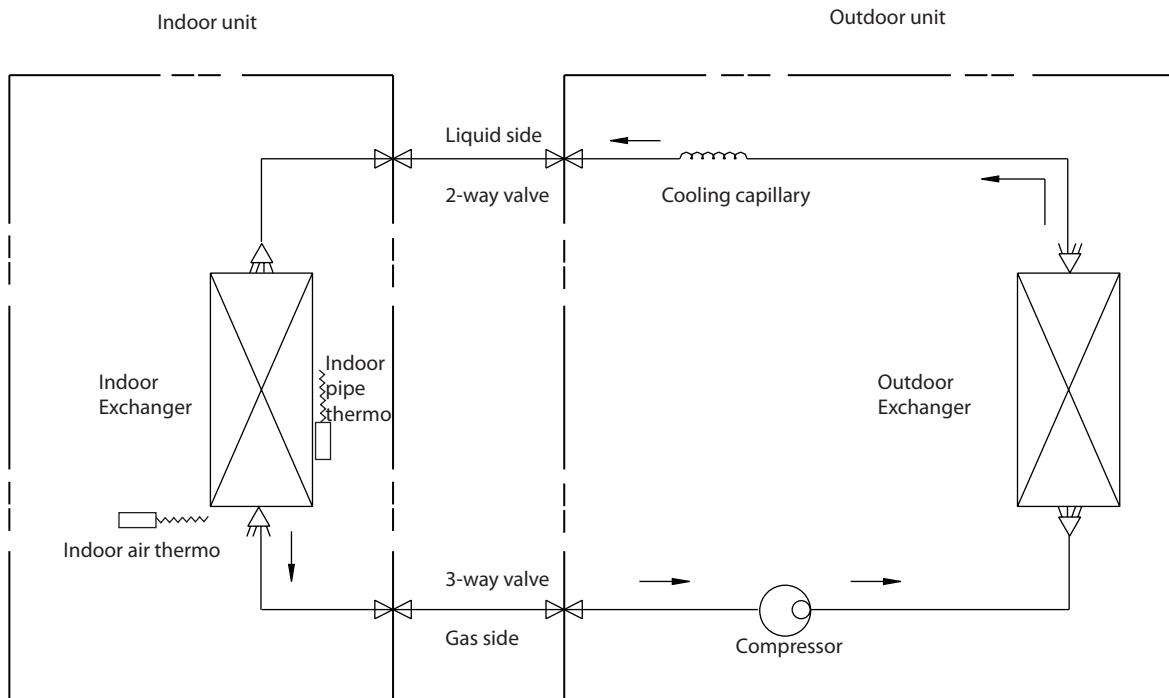 Indoor unit
Outdoor unit
Liquid side
2-way valve
Cooling capillary
Indoor
pipe
thermo
Indoor
Exchanger
Outdoor
Exchanger
Indoor air thermo
3-way valve
Gas side
Compressor